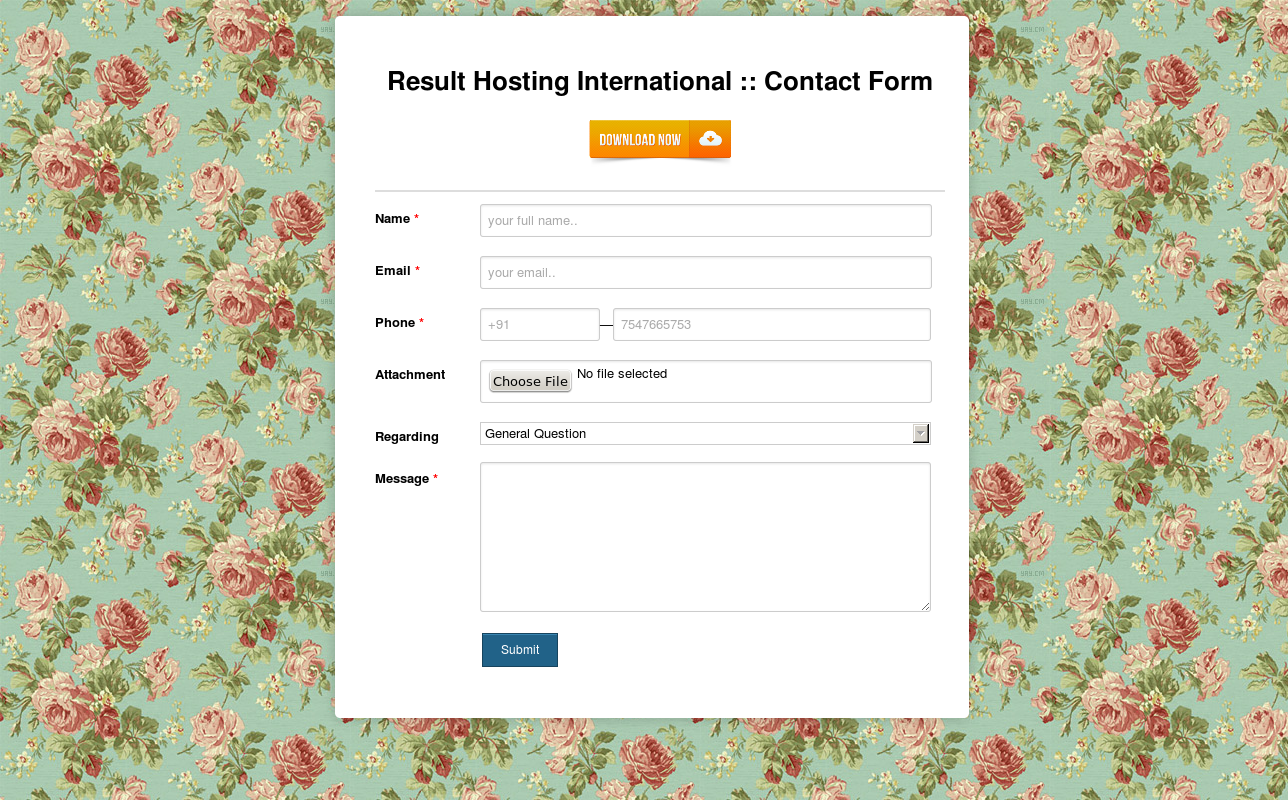 Result Hosting International :: Contact Form
DOWNLOAD NOW
Name *
your full name..
Email *
your email..
Phone *
+91
7547665753
Attachment
Choose File No file selected
Regarding
General Question
Message *
Submit